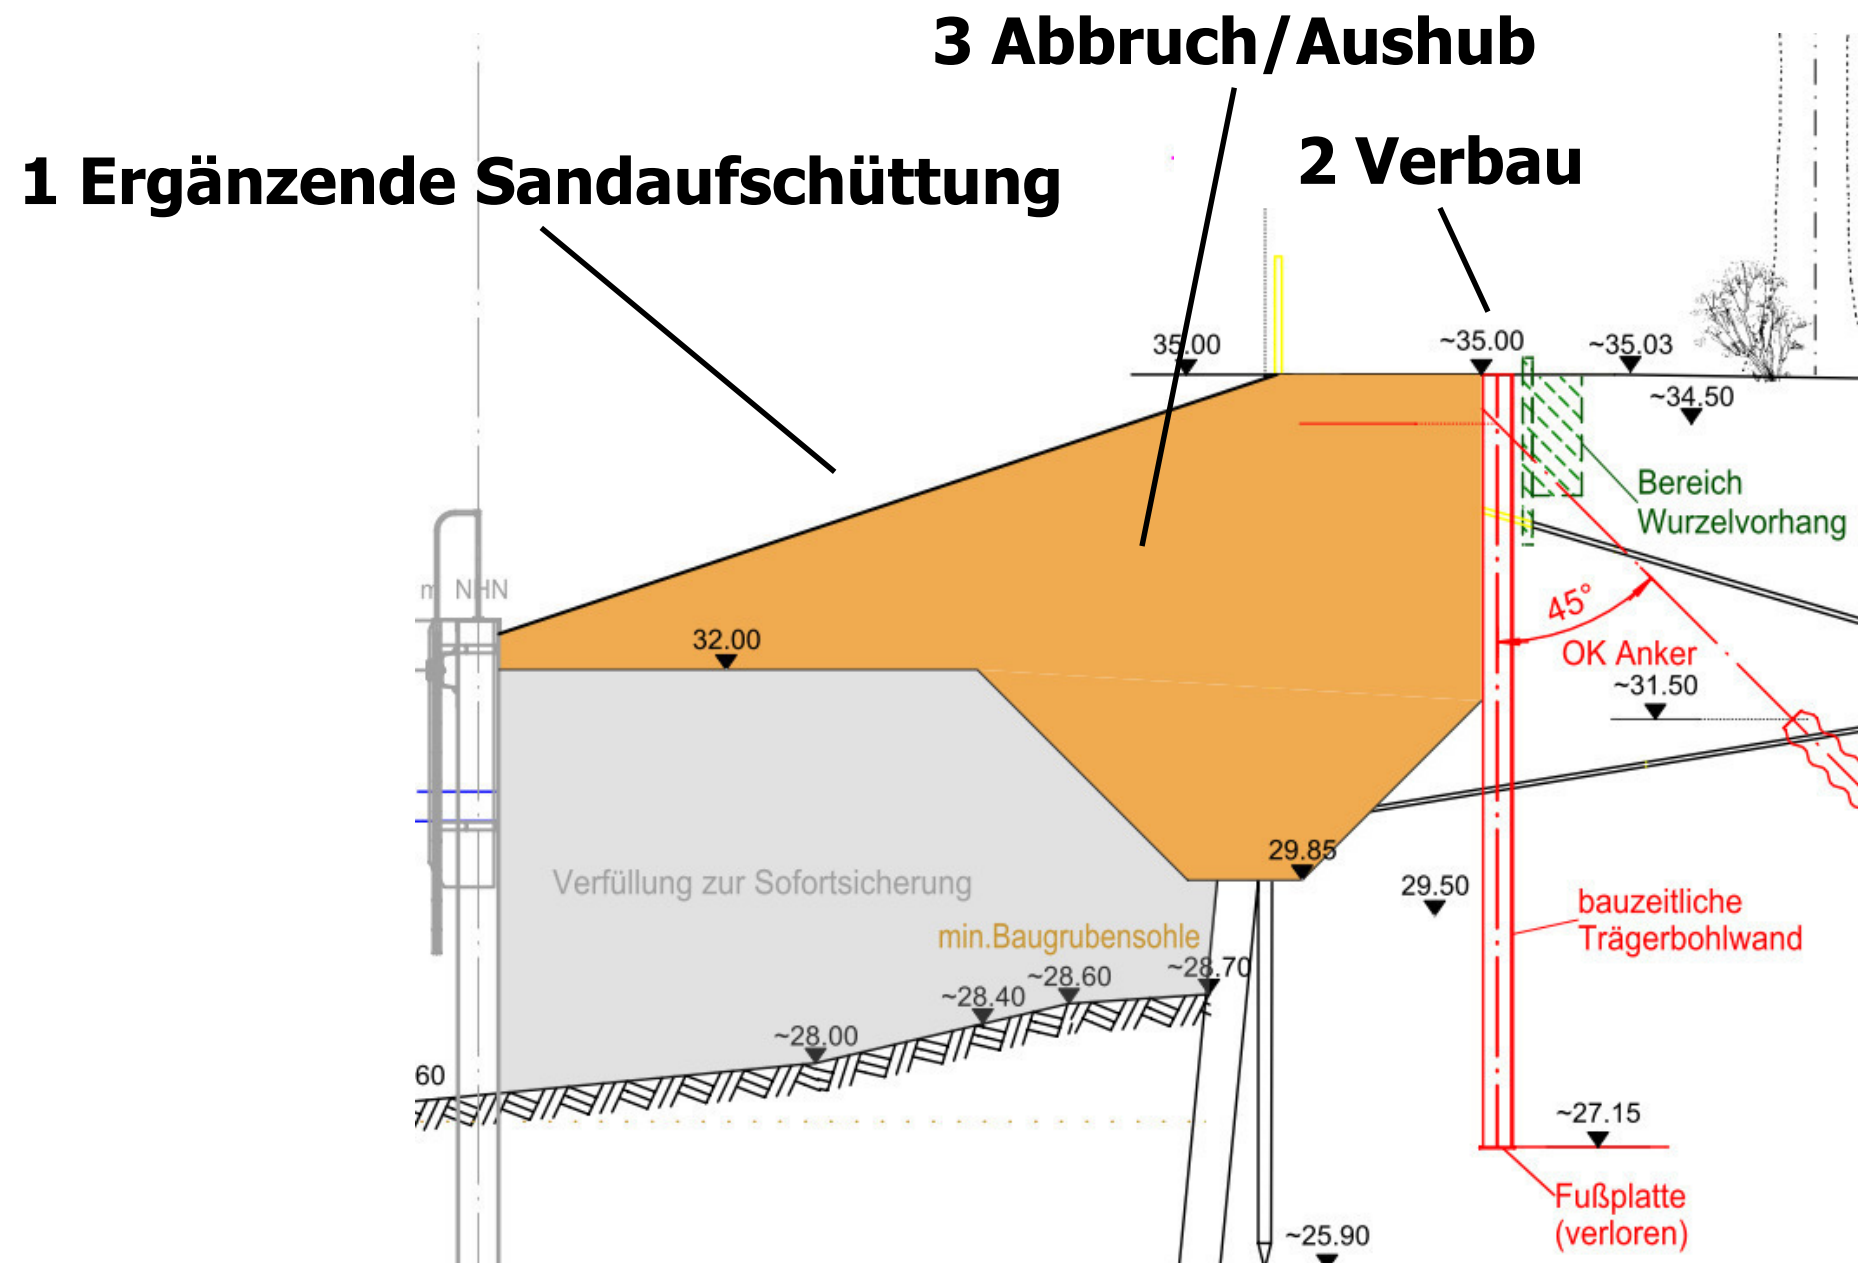 3 Abbruch/Aushub
2 Verbau
1 Ergänzende Sandaufschüttung
35.00
~35.00
~35.03
~34.50
Bereich
Wurzelvorhang
m NHN
45°
32.00
OK Anker
~31.50
29.85
Verfüllung zur Sofortsicherung
29.50
bauzeitliche
Trägerbohlwand
min.Baugrubensohle
~28.70
~28.60
~28.40
~28.00
60
~27.15
Fußplatte
(verloren)
~25.90